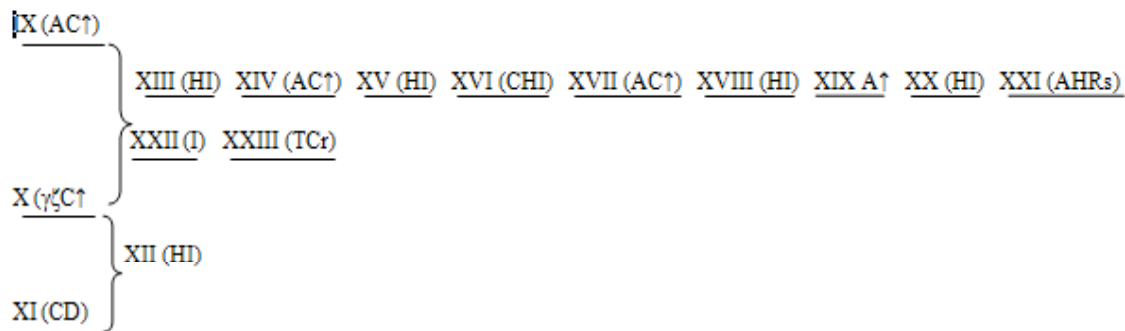 IX (AC↑)
XIII (HI) XIV (AC↑) XV (HI) XVI (CHI) XVII (AC↑) XVIII (HI) XIX A↑ XX (HI) XXI (AHRs)
XXII (I) XXIII (TCr)
X (γζC↑
XII (HI)
XI (CD)